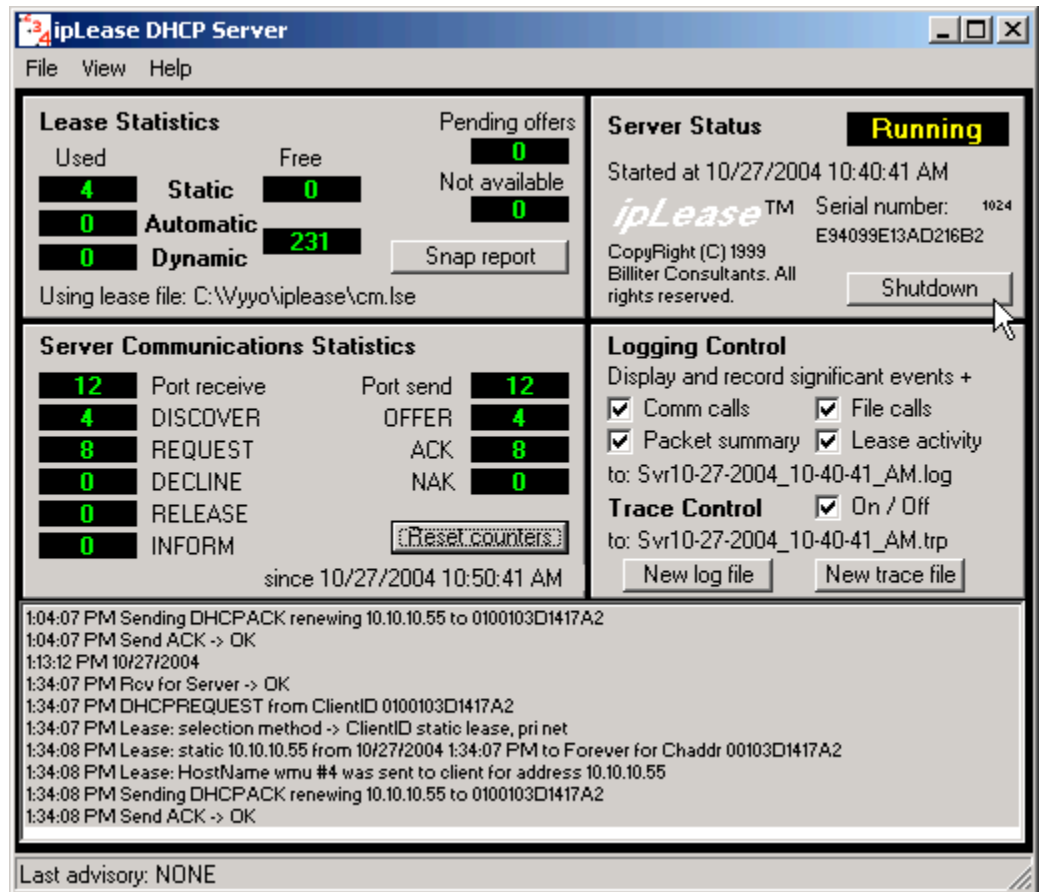 ipLease DHCP Server
File View Help
Lease Statistics
Pending offers
0
Used Free
4 Static 0
Not available
0
0 Automatic
231
0 Dynamic
Snap report
Using lease file: C:\Vyyo\iplease\cm.lse
Server Status Running
Started at 10/27/2004 10:40:41 AM
ipLease™ Serial number: 1024
E94099E13AD216B2
CopyRight (C) 1999
Billiter Consultants. All
rights reserved.
Shutdown
Server Communications Statistics
12 Port receive Port send 12
4 DISCOVER OFFER 4
8 REQUEST ACK 8
0 DECLINE NAK 0
0 RELEASE
0 INFORM
Reset counters
since 10/27/2004 10:50:41 AM
Logging Control
Display and record significant events +
Comm calls File calls
Packet summary Lease activity
to: Svr10-27-2004_10-40-41_AM.log
Trace Control On / Off
to: Svr10-27-2004_10-40-41_AM.trp
New log file New trace file
1:04:07 PM Sending DHCPACK renewing 10.10.10.55 to 0100103D1417A2
1:04:07 PM Send ACK -> OK
1:13:12 PM 10/27/2004
1:34:07 PM Rcv for Server -> OK
1:34:07 PM DHCPREQUEST from ClientID 0100103D1417A2
1:34:07 PM Lease: selection method -> ClientID static lease, pri net
1:34:08 PM Lease: static 10.10.10.55 from 10/27/2004 1:34:07 PM to Forever for Chaddr 00103D1417A2
1:34:08 PM Lease: HostName wmu #4 was sent to client for address 10.10.10.55
1:34:08 PM Sending DHCPACK renewing 10.10.10.55 to 0100103D1417A2
1:34:08 PM Send ACK -> OK
Last advisory: NONE